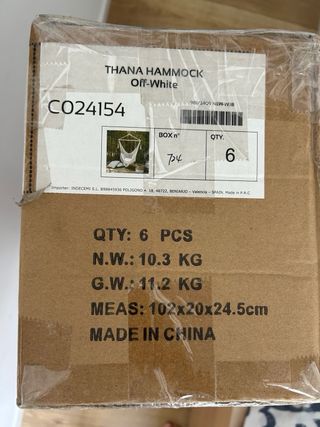 THANA HAMMOCK
Off-White
CO24154
BOX nº
QTY.
6
QTY: 6 PCS
N.W.: 10.3 KG
G.W.: 11.2 KG
MEAS: 102x20x24.5cm
MADE IN CHINA